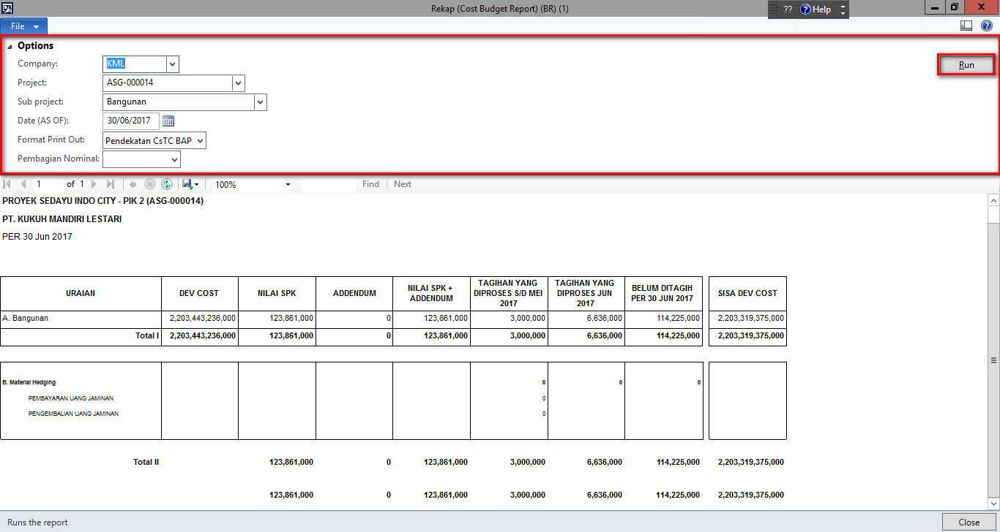 Rekap (Cost Budget Report) (BR) (1)
?? Help
File
Options
Company: KML
Run
Project: ASG-000014
Sub project: Bangunan
Date (AS OF): 30/06/2017
Format Print Out: Pendekatan CsTC BAP
Pembagian Nominal:
1 of 1 100% Find | Next
PROYEK SEDAYU INDO CITY - PIK 2 (ASG-000014)
PT. KUKUH MANDIRI LESTARI
PER 30 Jun 2017
URAIAN DEV COST NILAI SPK ADDENDUM NILAI SPK + ADDENDUM TAGIHAN YANG DIPROSES S/D MEI 2017 TAGIHAN YANG DIPROSES JUN 2017 BELUM DITAGIH PER 30 JUN 2017 SISA DEV COST
A. Bangunan 2,203,443,236,000 123,861,000 0 123,861,000 3,000,000 6,636,000 114,225,000 2,203,319,375,000
Total I 2,203,443,236,000 123,861,000 0 123,861,000 3,000,000 6,636,000 114,225,000 2,203,319,375,000
B. Material Hedging 0 0 0
PEMBAYARAN UANG JAMINAN 0
PENGEMBALIAN UANG JAMINAN 0
Total II 123,861,000 0 123,861,000 3,000,000 6,636,000 114,225,000 2,203,319,375,000
123,861,000 0 123,861,000 3,000,000 6,636,000 114,225,000 2,203,319,375,000
Runs the report
Close